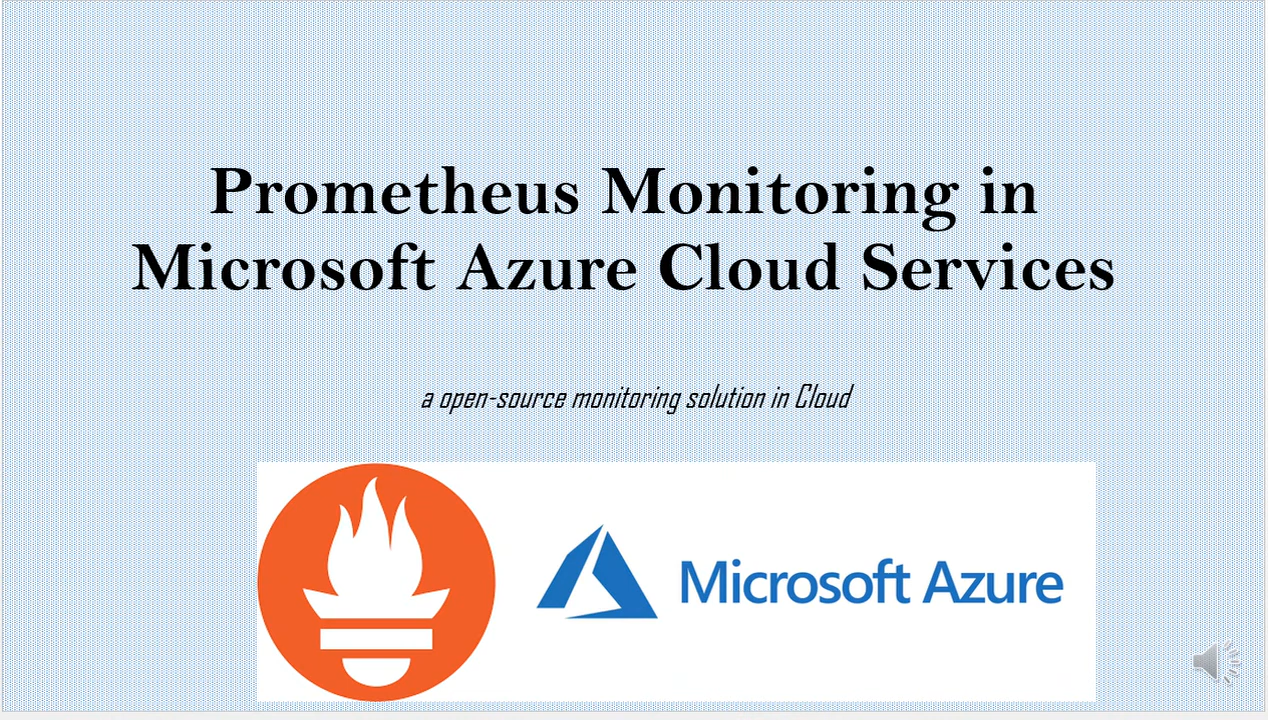 Prometheus Monitoring in
Microsoft Azure Cloud Services
a open-source monitoring solution in Cloud
Microsoft Azure